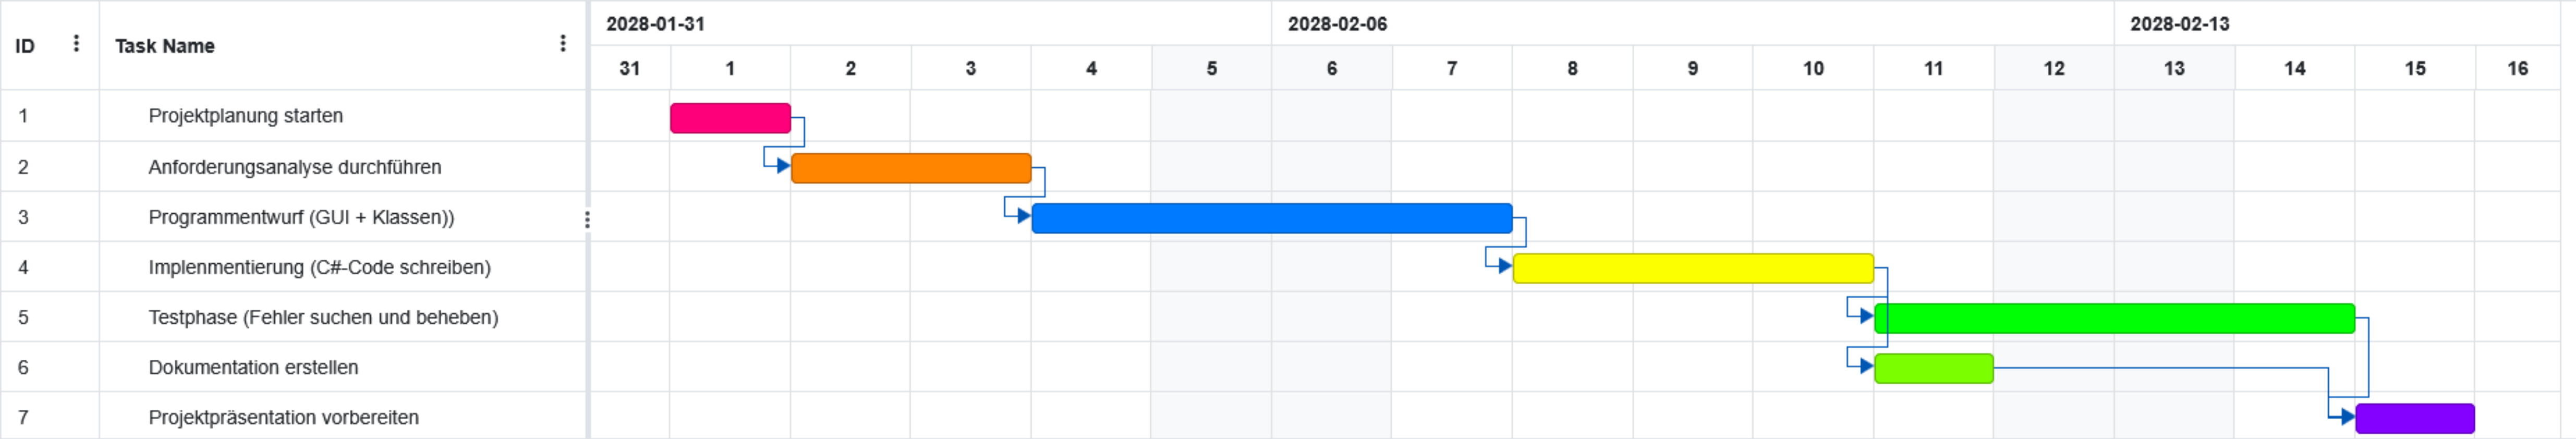 2028-01-31 2028-02-06 2028-02-13
ID Task Name
31 1 2 3 4 5 6 7 8 9 10 11 12 13 14 15 16
1 Projektplanung starten
2 Anforderungsanalyse durchführen
3 Programmentwurf (GUI + Klassen))
4 Implenmentierung (C#-Code schreiben)
5 Testphase (Fehler suchen und beheben)
6 Dokumentation erstellen
7 Projektpräsentation vorbereiten